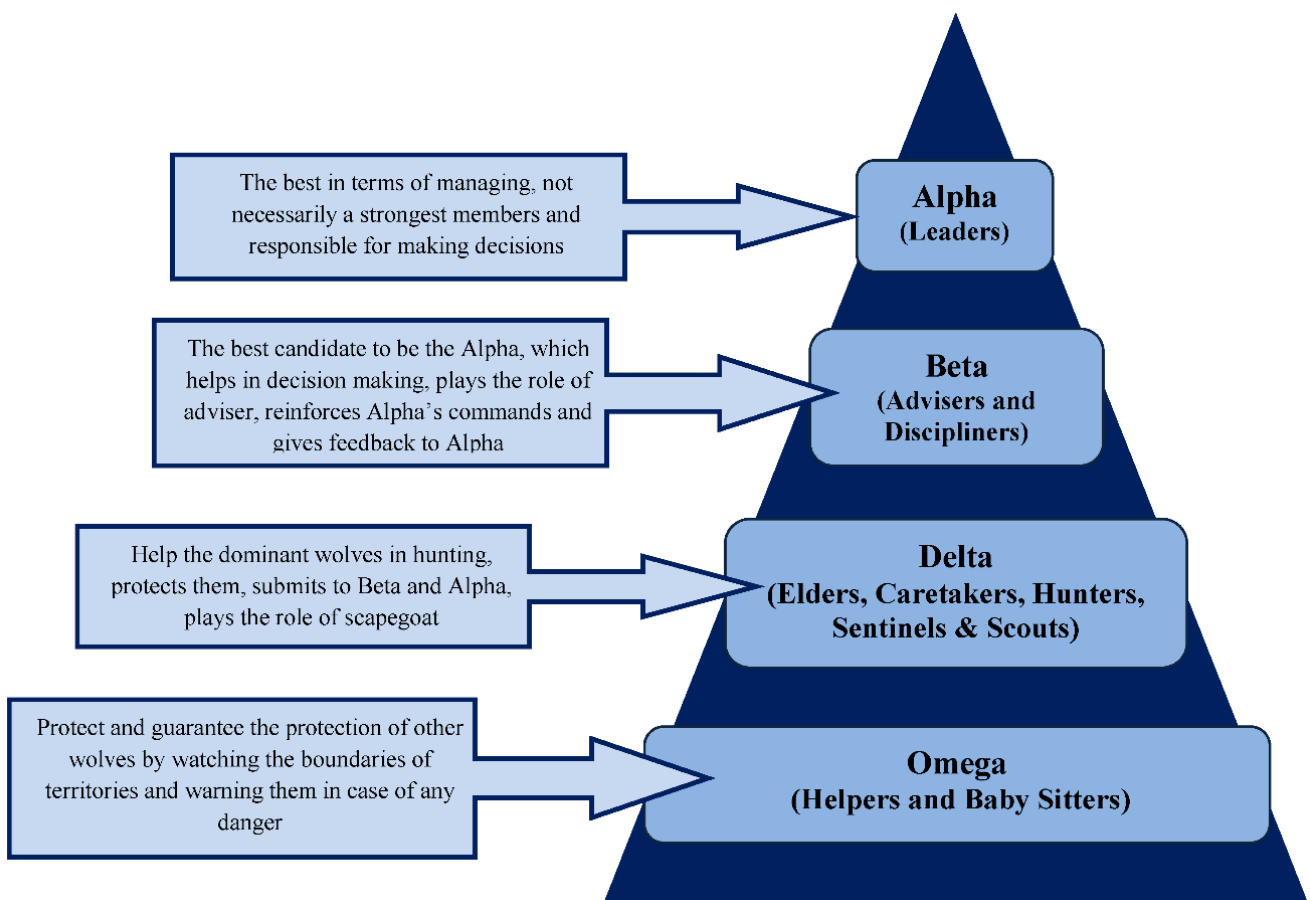 The best in terms of managing, not
necessarily a strongest members and
responsible for making decisions
Alpha
(Leaders)
The best candidate to be the Alpha, which
helps in decision making, plays the role of
adviser, reinforces Alpha’s commands and
gives feedback to Alpha
Beta
(Advisers and
Discipliners)
Help the dominant wolves in hunting,
protects them, submits to Beta and Alpha,
plays the role of scapegoat
Delta
(Elders, Caretakers, Hunters,
Sentinels & Scouts)
Protect and guarantee the protection of other
wolves by watching the boundaries of
territories and warning them in case of any
danger
Omega
(Helpers and Baby Sitters)